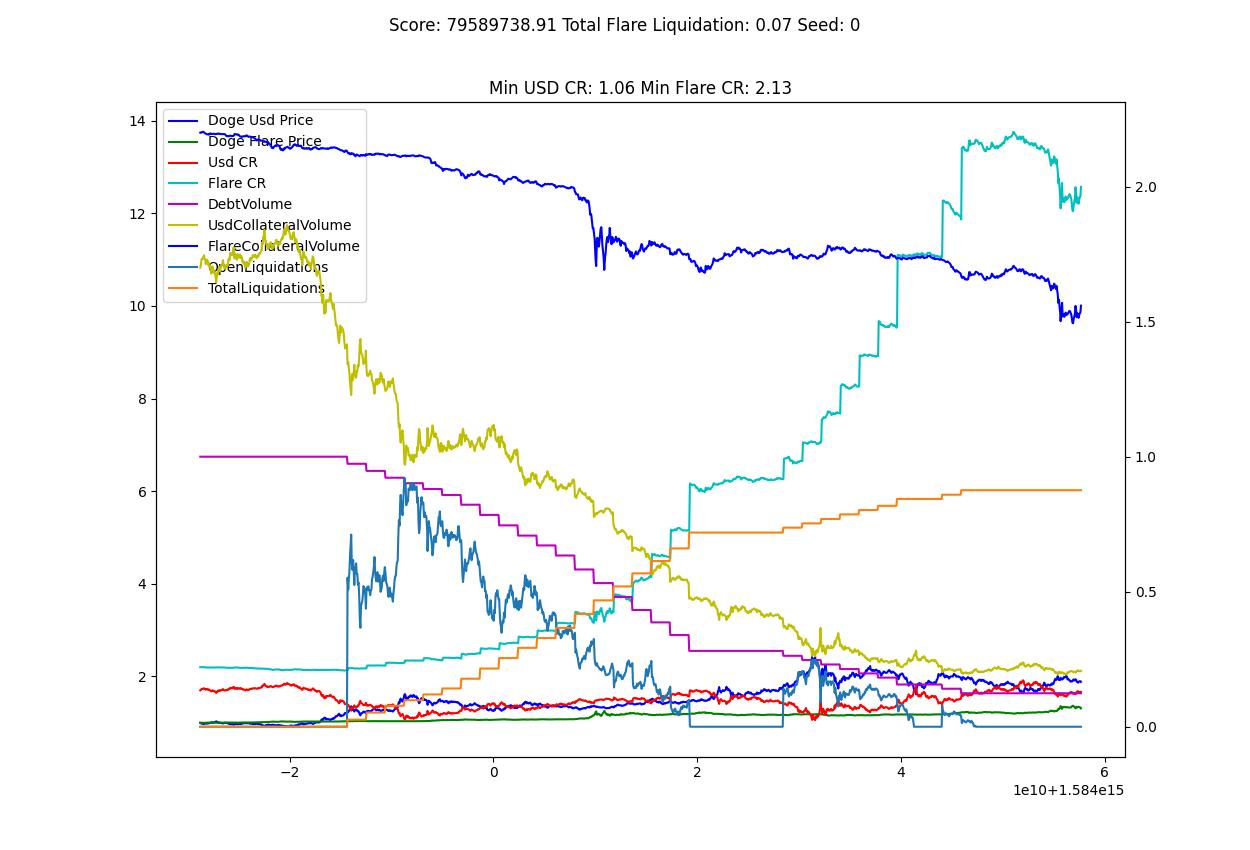 Score: 79589738.91 Total Flare Liquidation: 0.07 Seed: 0
Min USD CR: 1.06 Min Flare CR: 2.13
Doge Usd Price
Doge Flare Price
Usd CR
Flare CR
DebtVolume
UsdCollateralVolume
FlareCollateralVolume
OpenLiquidations
TotalLiquidations
14
12
10
8
6
4
2
2.0
1.5
1.0
0.5
0.0
−2 0 2 4 6
1e10+1.584e15